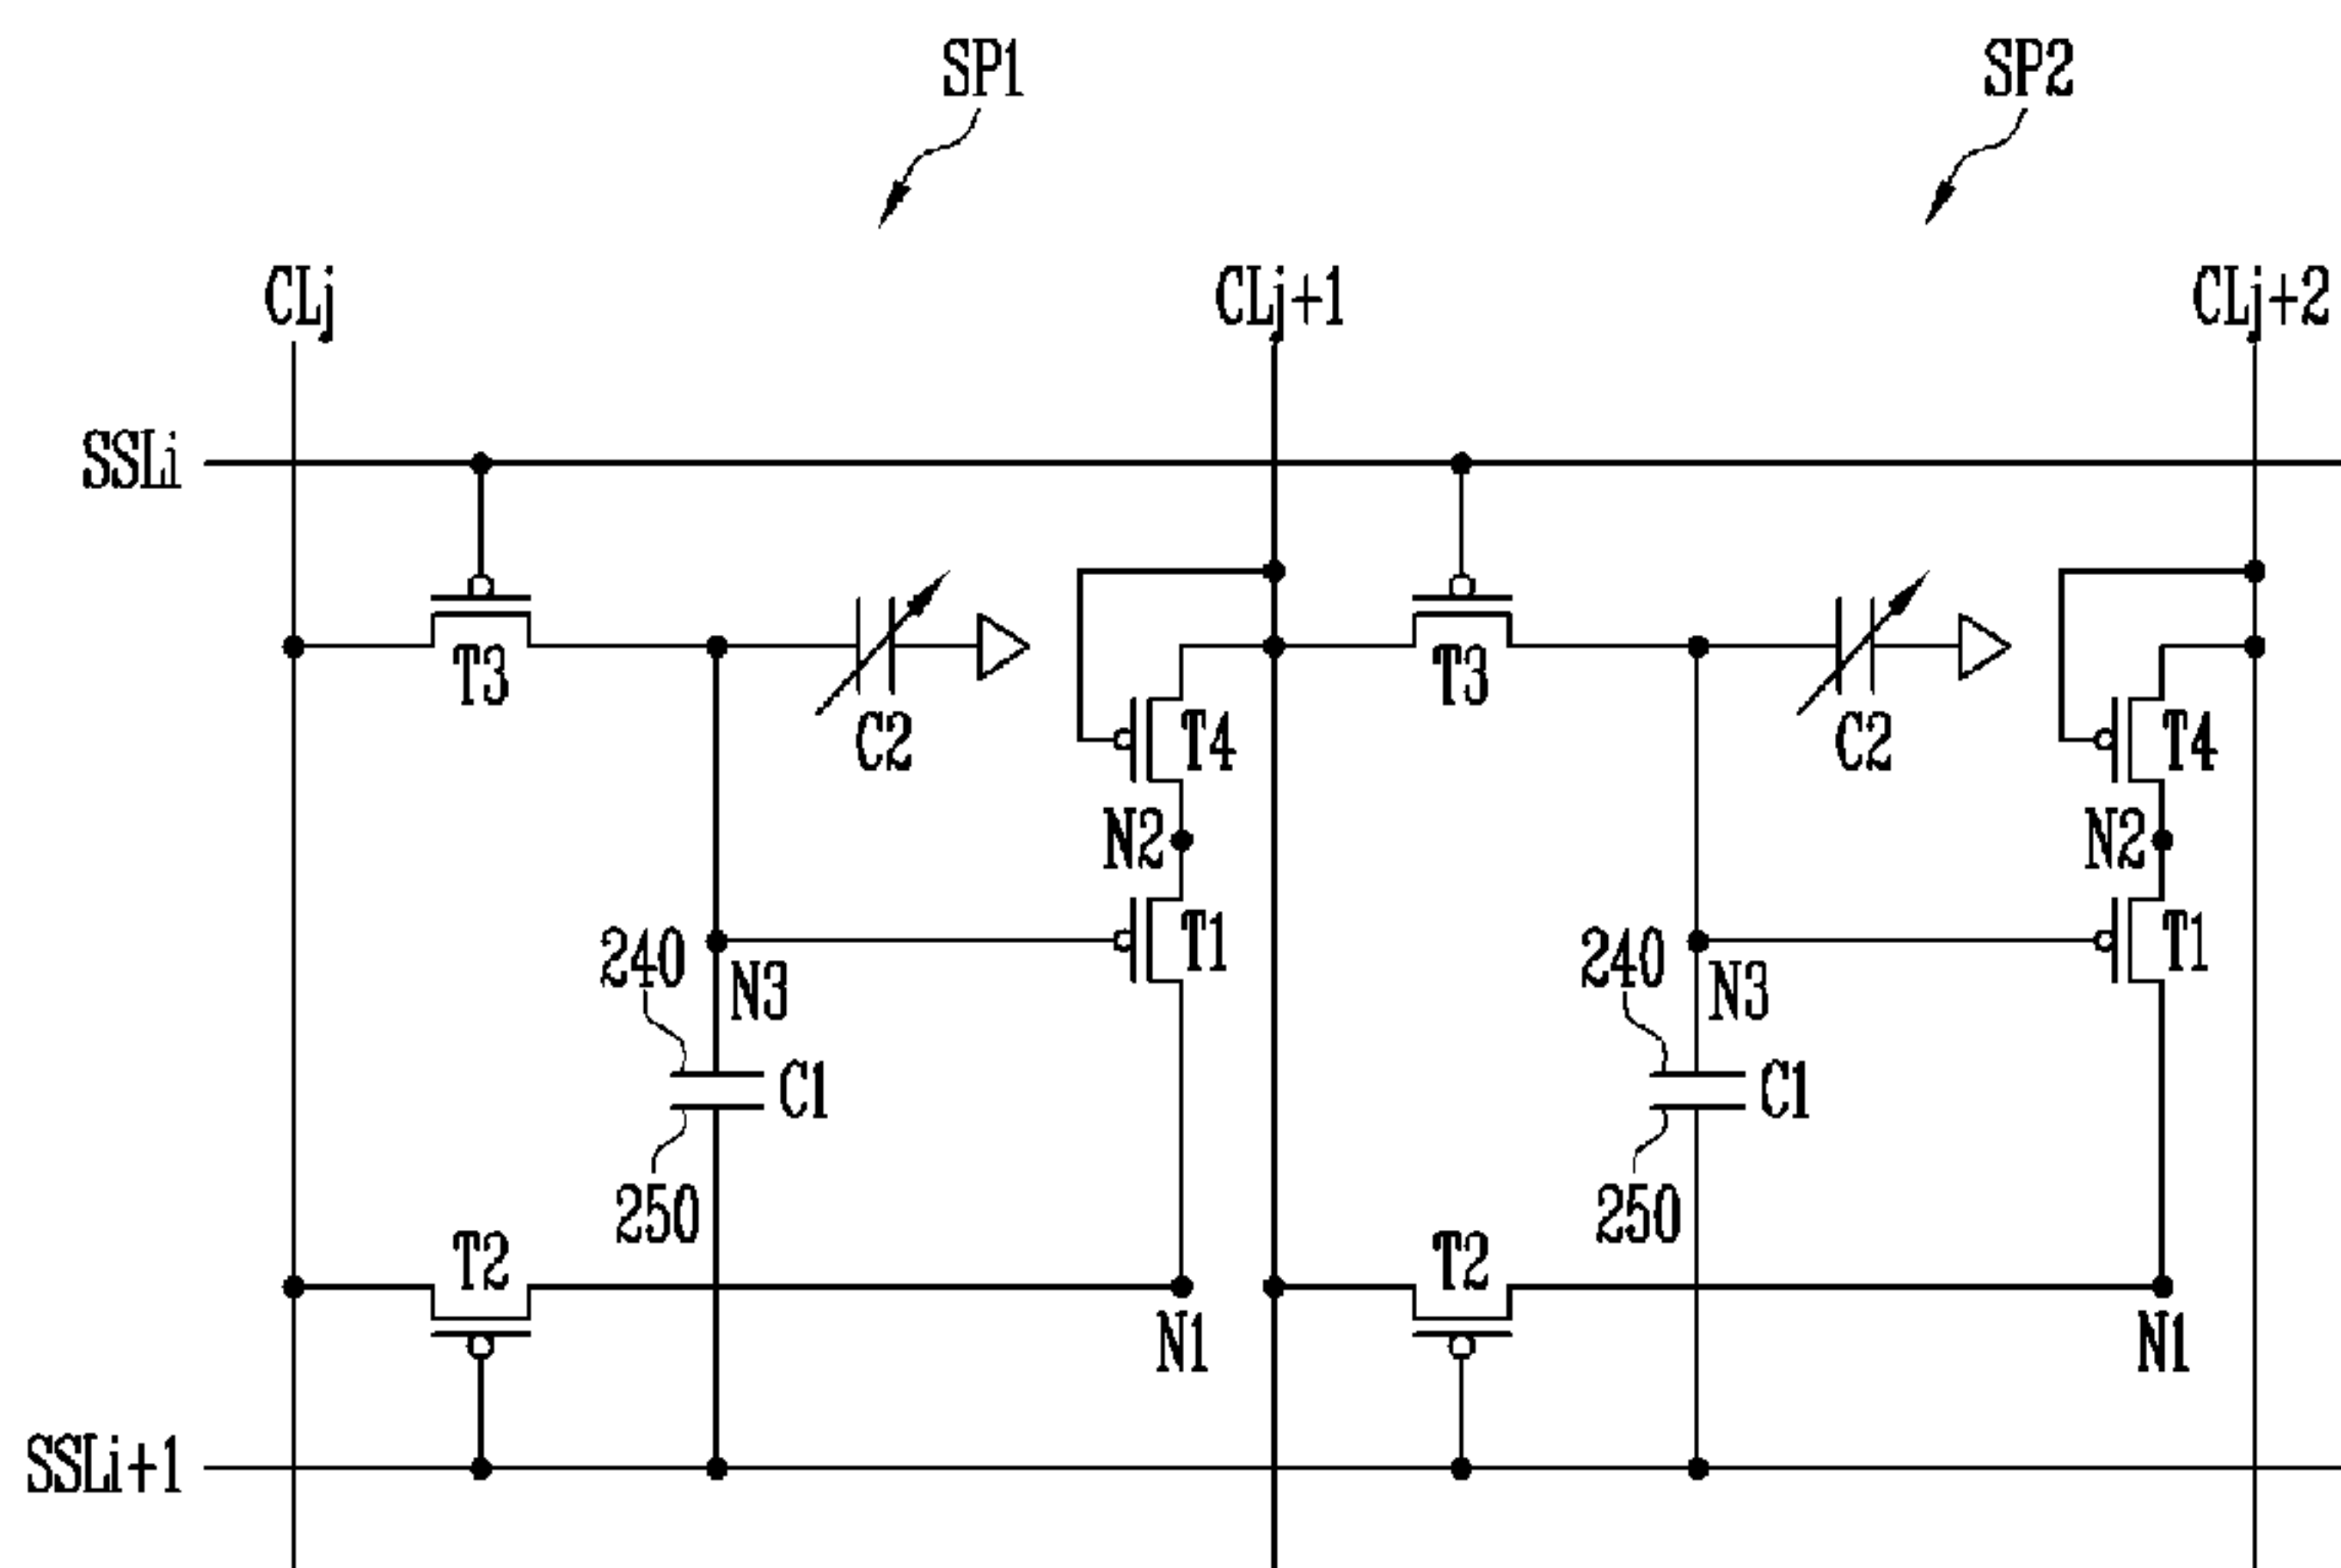 SP1
SP2
CLj
CLj+1
CLj+2
SSLi
T3
C2
T4
N2
T1
240
N3
C1
250
T2
N1
T3
C2
T4
N2
T1
240
N3
C1
250
T2
N1
SSLi+1